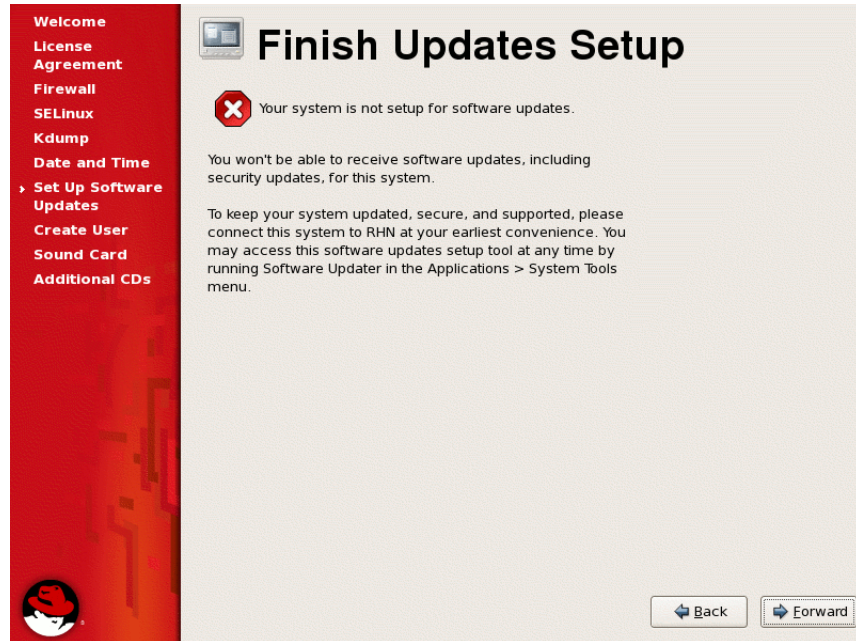 Welcome
License
Agreement
Firewall
SELinux
Kdump
Date and Time
Set Up Software
Updates
Create User
Sound Card
Additional CDs
Finish Updates Setup
Your system is not setup for software updates.
You won't be able to receive software updates, including
security updates, for this system.
To keep your system updated, secure, and supported, please
connect this system to RHN at your earliest convenience. You
may access this software updates setup tool at any time by
running Software Updater in the Applications > System Tools
menu.
Back
Forward